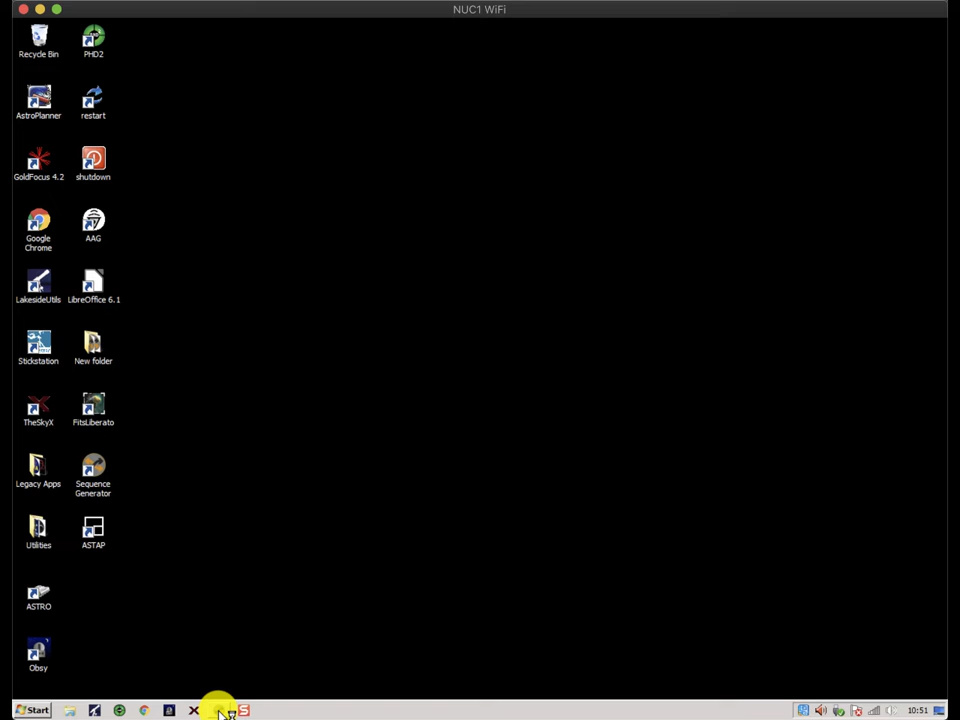 NUC1 WiFi
Recycle Bin
PHD2
AstroPlanner
restart
GoldFocus 4.2
shutdown
Google
Chrome
AAG
LakesideUtils
LibreOffice 6.1
Stickstation
New folder
TheSkyX
FitsLiberato
Legacy Apps
Sequence
Generator
Utilities
ASTAP
ASTRO
Obsy
Start
10:51